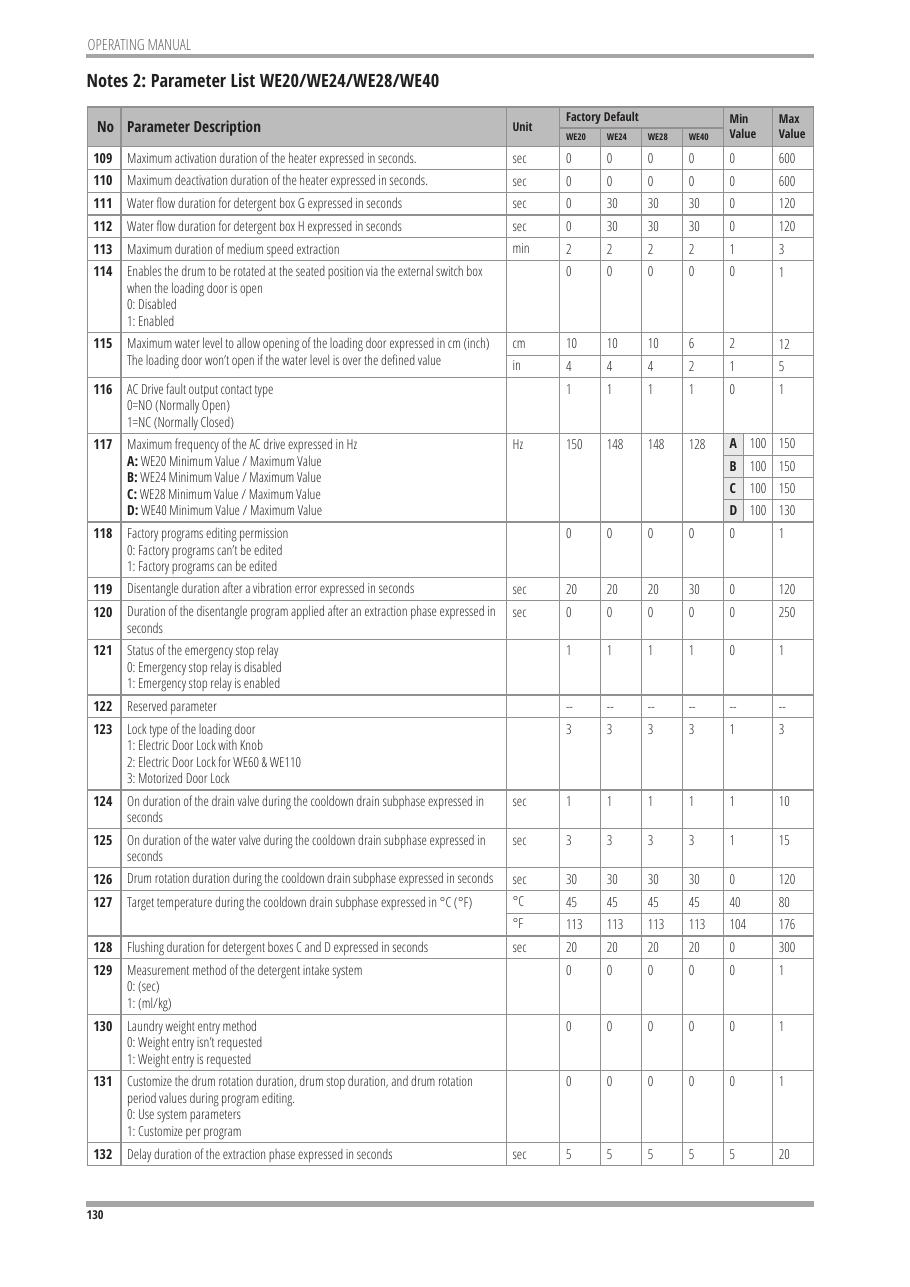 OPERATING MANUAL
Notes 2: Parameter List WE20/WE24/WE28/WE40
No Parameter Description Unit Factory Default Min Value Max Value
WE20 WE24 WE28 WE40
109 Maximum activation duration of the heater expressed in seconds. sec 0 0 0 0 0 600
110 Maximum deactivation duration of the heater expressed in seconds. sec 0 0 0 0 0 600
111 Water flow duration for detergent box G expressed in seconds sec 0 30 30 30 0 120
112 Water flow duration for detergent box H expressed in seconds sec 0 30 30 30 0 120
113 Maximum duration of medium speed extraction min 2 2 2 2 1 3
114 Enables the drum to be rotated at the seated position via the external switch box 0 0 0 0 0 1
when the loading door is open
0: Disabled
1: Enabled
115 Maximum water level to allow opening of the loading door expressed in cm (inch) cm 10 10 10 6 2 12
The loading door won’t open if the water level is over the defined value in 4 4 4 2 1 5
116 AC Drive fault output contact type 1 1 1 1 0 1
0=NO (Normally Open)
1=NC (Normally Closed)
117 Maximum frequency of the AC drive expressed in Hz Hz 150 148 148 128 A 100 150
A: WE20 Minimum Value / Maximum Value B 100 150
B: WE24 Minimum Value / Maximum Value
C: WE28 Minimum Value / Maximum Value C 100 150
D: WE40 Minimum Value / Maximum Value D 100 130
118 Factory programs editing permission 0 0 0 0 0 1
0: Factory programs can’t be edited
1: Factory programs can be edited
119 Disentangle duration after a vibration error expressed in seconds sec 20 20 20 30 0 120
120 Duration of the disentangle program applied after an extraction phase expressed in sec 0 0 0 0 0 250
seconds
121 Status of the emergency stop relay 1 1 1 1 0 1
0: Emergency stop relay is disabled
1: Emergency stop relay is enabled
122 Reserved parameter -- -- -- -- -- --
123 Lock type of the loading door 3 3 3 3 1 3
1: Electric Door Lock with Knob
2: Electric Door Lock for WE60 & WE110
3: Motorized Door Lock
124 On duration of the drain valve during the cooldown drain subphase expressed in sec 1 1 1 1 1 10
seconds
125 On duration of the water valve during the cooldown drain subphase expressed in sec 3 3 3 3 1 15
seconds
126 Drum rotation duration during the cooldown drain subphase expressed in seconds sec 30 30 30 30 0 120
127 Target temperature during the cooldown drain subphase expressed in °C (°F) °C 45 45 45 45 40 80
°F 113 113 113 113 104 176
128 Flushing duration for detergent boxes C and D expressed in seconds sec 20 20 20 20 0 300
129 Measurement method of the detergent intake system 0 0 0 0 0 1
0: (sec)
1: (ml/kg)
130 Laundry weight entry method 0 0 0 0 0 1
0: Weight entry isn’t requested
1: Weight entry is requested
131 Customize the drum rotation duration, drum stop duration, and drum rotation 0 0 0 0 0 1
period values during program editing.
0: Use system parameters
1: Customize per program
132 Delay duration of the extraction phase expressed in seconds sec 5 5 5 5 5 20
130